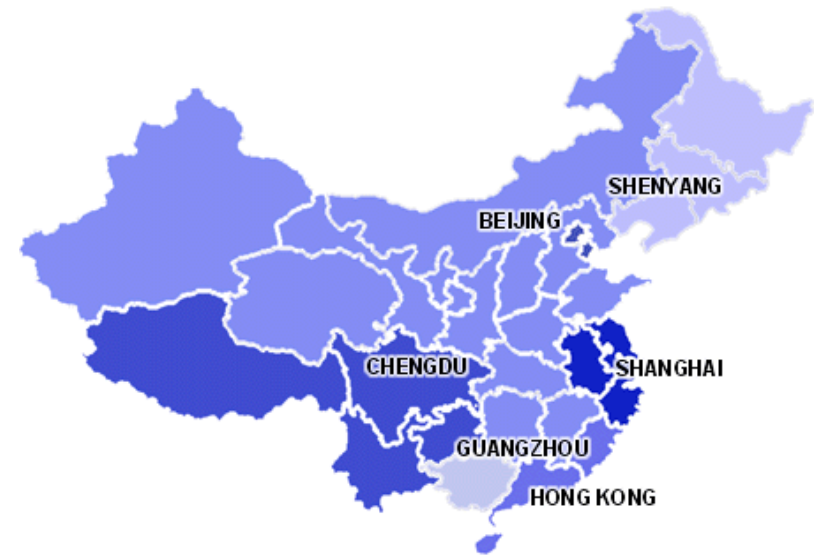 SHENYANG
BEIJING
CHENGDU
SHANGHAI
GUANGZHOU
HONG KONG